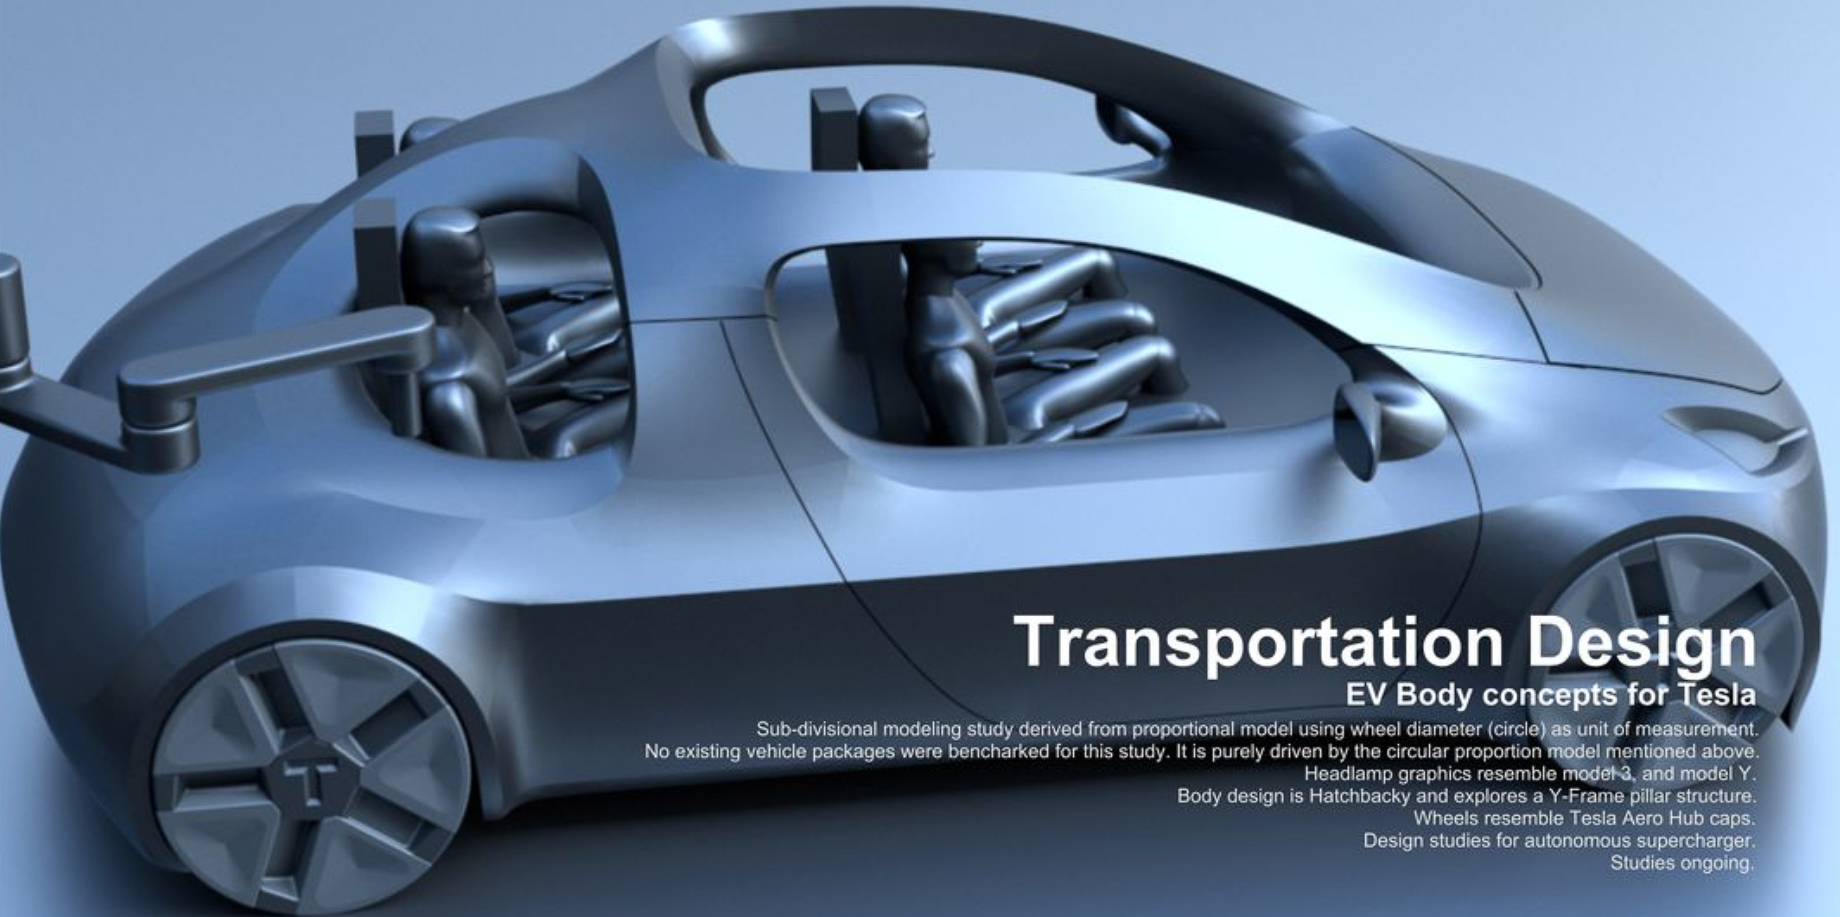 Transportation Design
EV Body concepts for Tesla
Sub-divisional modeling study derived from proportional model using wheel diameter (circle) as unit of measurement.
No existing vehicle packages were bencharked for this study. It is purely driven by the circular proportion model mentioned above.
Headlamp graphics resemble model 3, and model Y.
Body design is Hatchbacky and explores a Y-Frame pillar structure.
Wheels resemble Tesla Aero Hub caps.
Design studies for autonomous supercharger.
Studies ongoing.
T